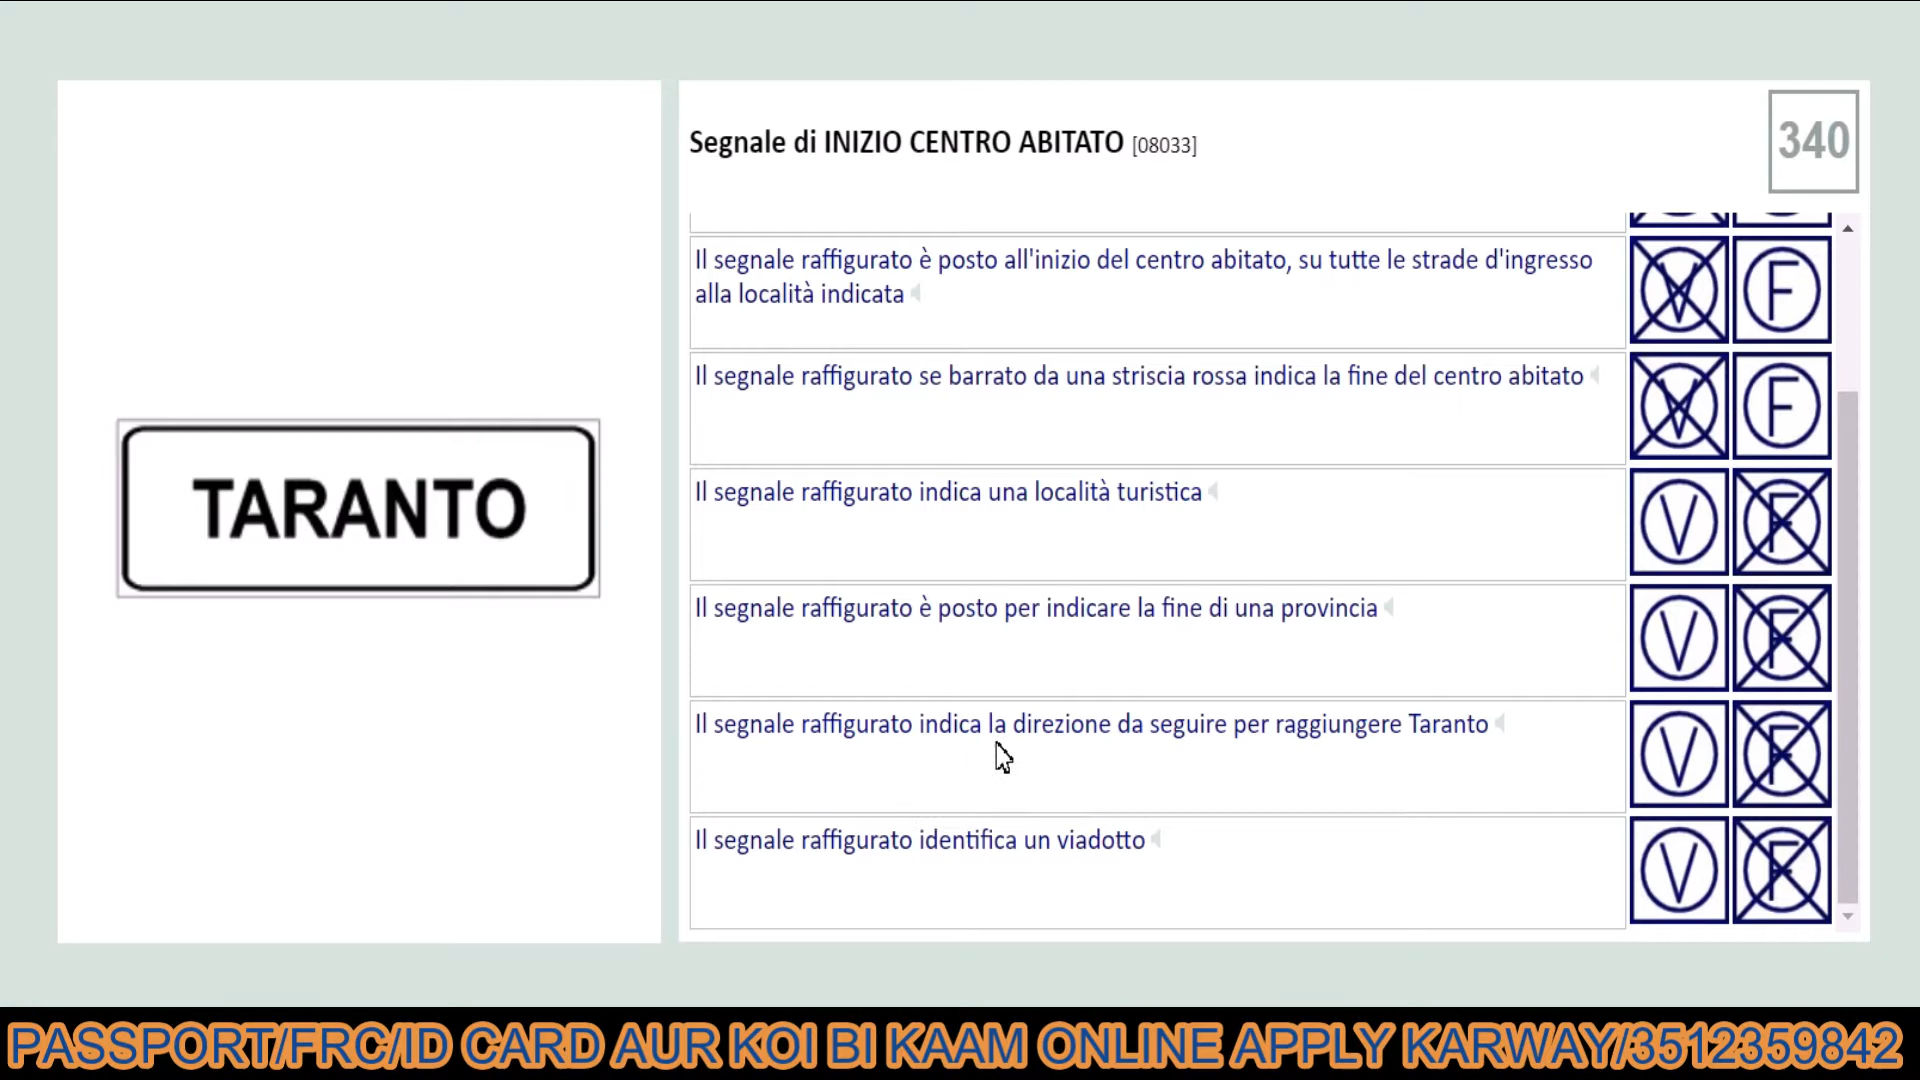 TARANTO
Segnale di INIZIO CENTRO ABITATO [08033]
340
Il segnale raffigurato è posto all'inizio del centro abitato, su tutte le strade d'ingresso
alla località indicata
V F
Il segnale raffigurato se barrato da una striscia rossa indica la fine del centro abitato
V F
Il segnale raffigurato indica una località turistica
V F
Il segnale raffigurato è posto per indicare la fine di una provincia
V F
Il segnale raffigurato indica la direzione da seguire per raggiungere Taranto
V F
Il segnale raffigurato identifica un viadotto
V F
PASSPORT/FRC/ID CARD AUR KOI BI KAAM ONLINE APPLY KARWAY/3512359842